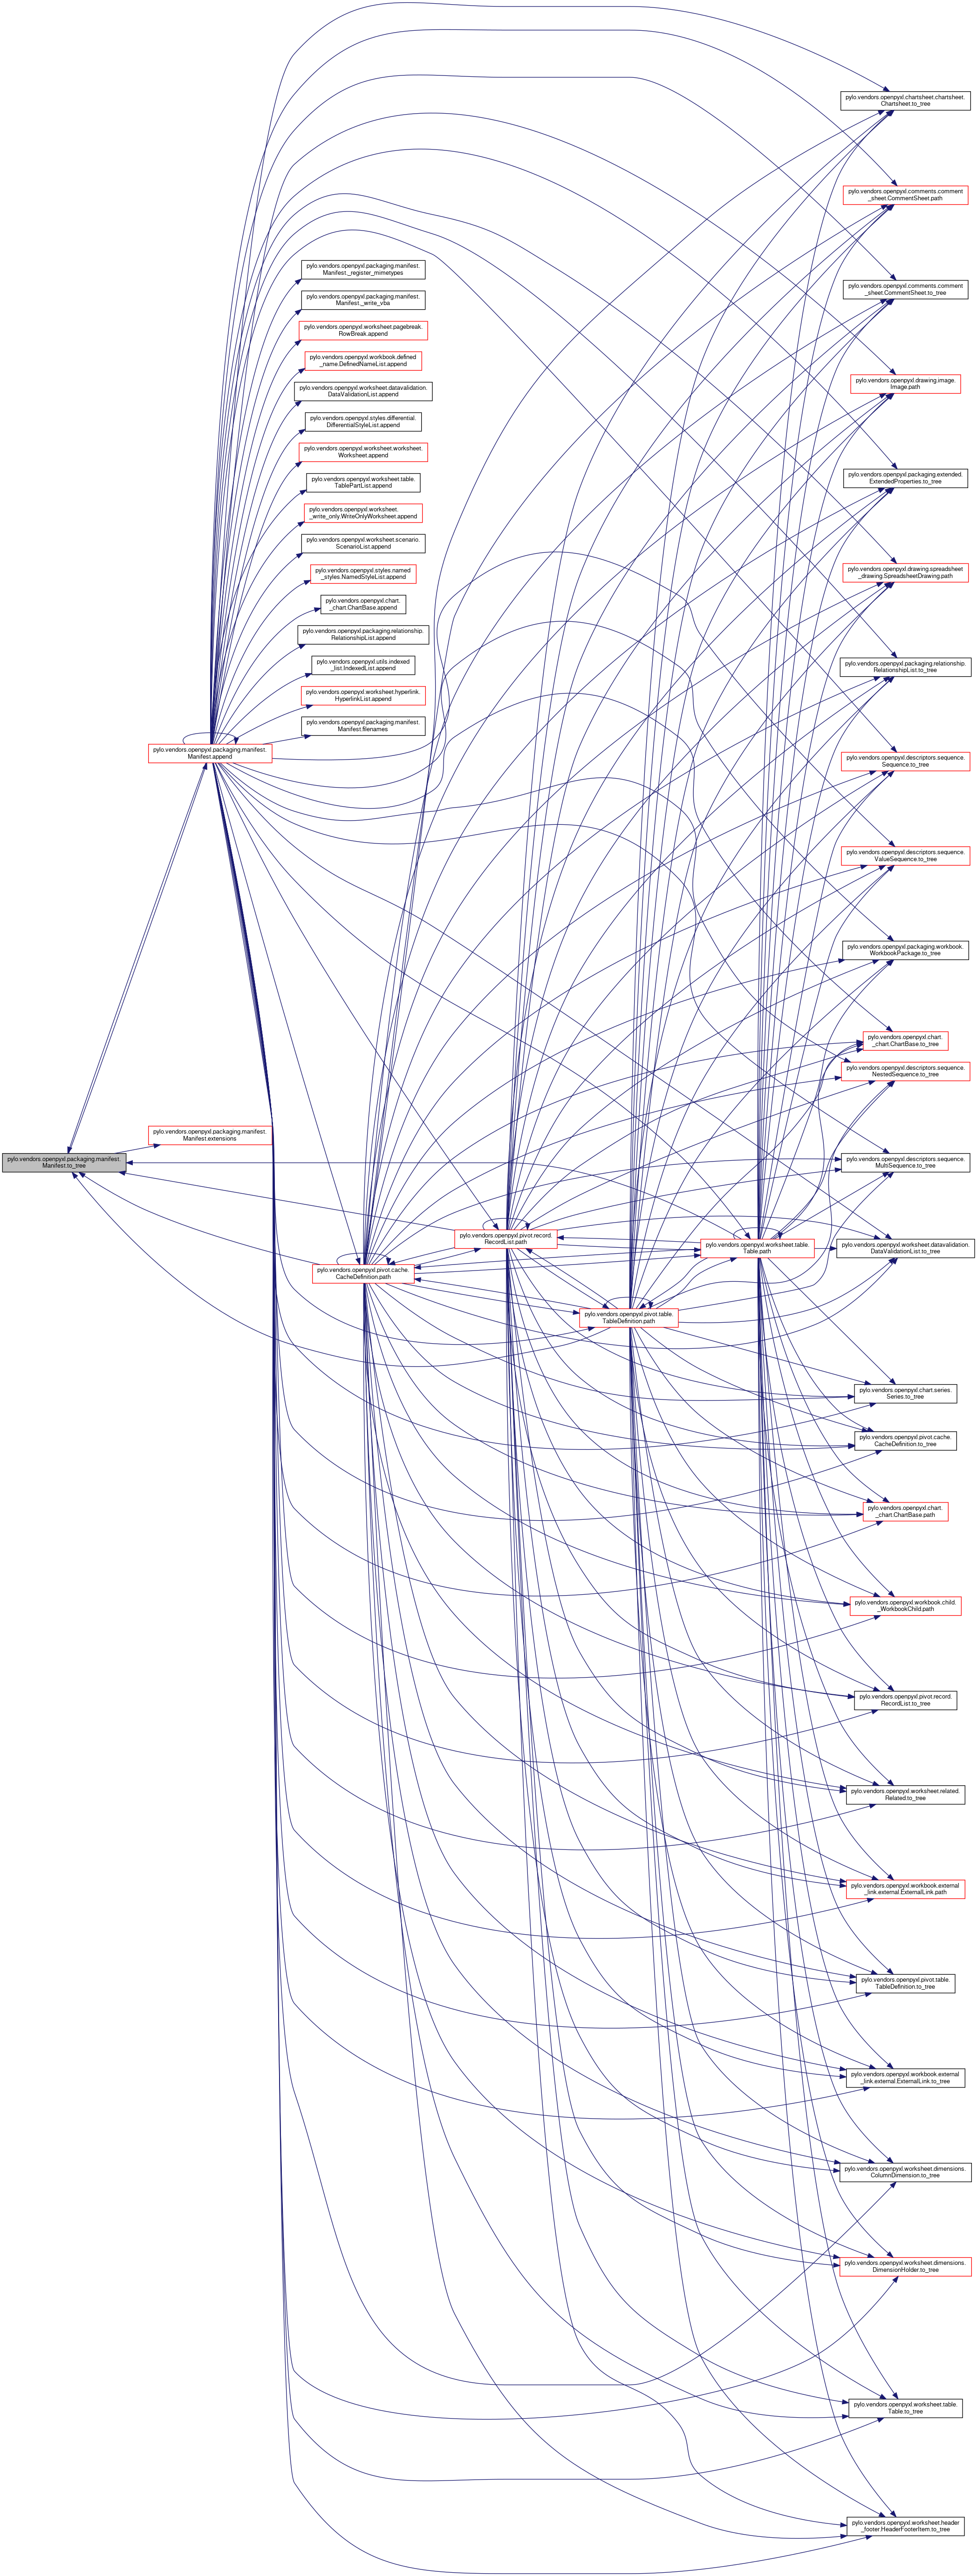 pylo.vendors.openpyxl.chartsheet.chartsheet.
Chartsheet.to_tree
pylo.vendors.openpyxl.comments.comment
_sheet.CommentSheet.path
pylo.vendors.openpyxl.packaging.manifest.
Manifest._register_mimetypes
pylo.vendors.openpyxl.comments.comment
_sheet.CommentSheet.to_tree
pylo.vendors.openpyxl.packaging.manifest.
Manifest._write_vba
pylo.vendors.openpyxl.worksheet.pagebreak.
RowBreak.append
pylo.vendors.openpyxl.workbook.defined
_name.DefinedNameList.append
pylo.vendors.openpyxl.drawing.image.
Image.path
pylo.vendors.openpyxl.worksheet.datavalidation.
DataValidationList.append
pylo.vendors.openpyxl.styles.differential.
DifferentialStyleList.append
pylo.vendors.openpyxl.worksheet.worksheet.
Worksheet.append
pylo.vendors.openpyxl.packaging.extended.
ExtendedProperties.to_tree
pylo.vendors.openpyxl.worksheet.table.
TablePartList.append
pylo.vendors.openpyxl.worksheet.
_write_only.WriteOnlyWorksheet.append
pylo.vendors.openpyxl.worksheet.scenario.
ScenarioList.append
pylo.vendors.openpyxl.drawing.spreadsheet
_drawing.SpreadsheetDrawing.path
pylo.vendors.openpyxl.styles.named
_styles.NamedStyleList.append
pylo.vendors.openpyxl.chart.
_chart.ChartBase.append
pylo.vendors.openpyxl.packaging.relationship.
RelationshipList.append
pylo.vendors.openpyxl.utils.indexed
_list.IndexedList.append
pylo.vendors.openpyxl.packaging.relationship.
RelationshipList.to_tree
pylo.vendors.openpyxl.worksheet.hyperlink.
HyperlinkList.append
pylo.vendors.openpyxl.packaging.manifest.
Manifest.filenames
pylo.vendors.openpyxl.packaging.manifest.
Manifest.append
pylo.vendors.openpyxl.descriptors.sequence.
Sequence.to_tree
pylo.vendors.openpyxl.descriptors.sequence.
ValueSequence.to_tree
pylo.vendors.openpyxl.packaging.workbook.
WorkbookPackage.to_tree
pylo.vendors.openpyxl.chart.
_chart.ChartBase.to_tree
pylo.vendors.openpyxl.descriptors.sequence.
NestedSequence.to_tree
pylo.vendors.openpyxl.packaging.manifest.
Manifest.extensions
pylo.vendors.openpyxl.packaging.manifest.
Manifest.to_tree
pylo.vendors.openpyxl.descriptors.sequence.
MultiSequence.to_tree
pylo.vendors.openpyxl.pivot.record.
RecordList.path
pylo.vendors.openpyxl.worksheet.table.
Table.path
pylo.vendors.openpyxl.worksheet.datavalidation.
DataValidationList.to_tree
pylo.vendors.openpyxl.pivot.cache.
CacheDefinition.path
pylo.vendors.openpyxl.pivot.table.
TableDefinition.path
pylo.vendors.openpyxl.chart.series.
Series.to_tree
pylo.vendors.openpyxl.pivot.cache.
CacheDefinition.to_tree
pylo.vendors.openpyxl.chart.
_chart.ChartBase.path
pylo.vendors.openpyxl.workbook.child.
_WorkbookChild.path
pylo.vendors.openpyxl.pivot.record.
RecordList.to_tree
pylo.vendors.openpyxl.worksheet.related.
Related.to_tree
pylo.vendors.openpyxl.workbook.external
_link.external.ExternalLink.path
pylo.vendors.openpyxl.pivot.table.
TableDefinition.to_tree
pylo.vendors.openpyxl.workbook.external
_link.external.ExternalLink.to_tree
pylo.vendors.openpyxl.worksheet.dimensions.
ColumnDimension.to_tree
pylo.vendors.openpyxl.worksheet.dimensions.
DimensionHolder.to_tree
pylo.vendors.openpyxl.worksheet.table.
Table.to_tree
pylo.vendors.openpyxl.worksheet.header
_footer.HeaderFooterItem.to_tree